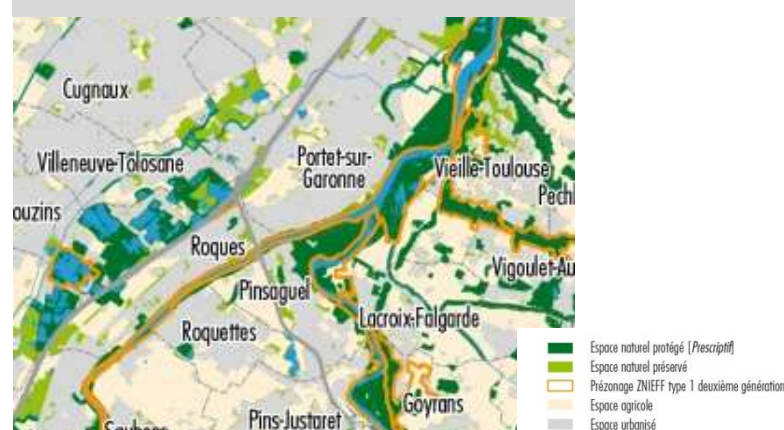 Cugnaux
Villeneuve-Tolosane
Portet-sur-
Garonne
Vieille-Toulouse
Pech
ouzins
Roques
Vigoulet-Au
Pinsaguel
Lacroix-Falgarde
Roquettes
Goyrans
Pins-Justaret
Espace naturel protégé [Prescriptif]
Espace naturel préservé
Prézonage ZNIEFF type 1 deuxième génération
Espace agricole
Espace urbanisé